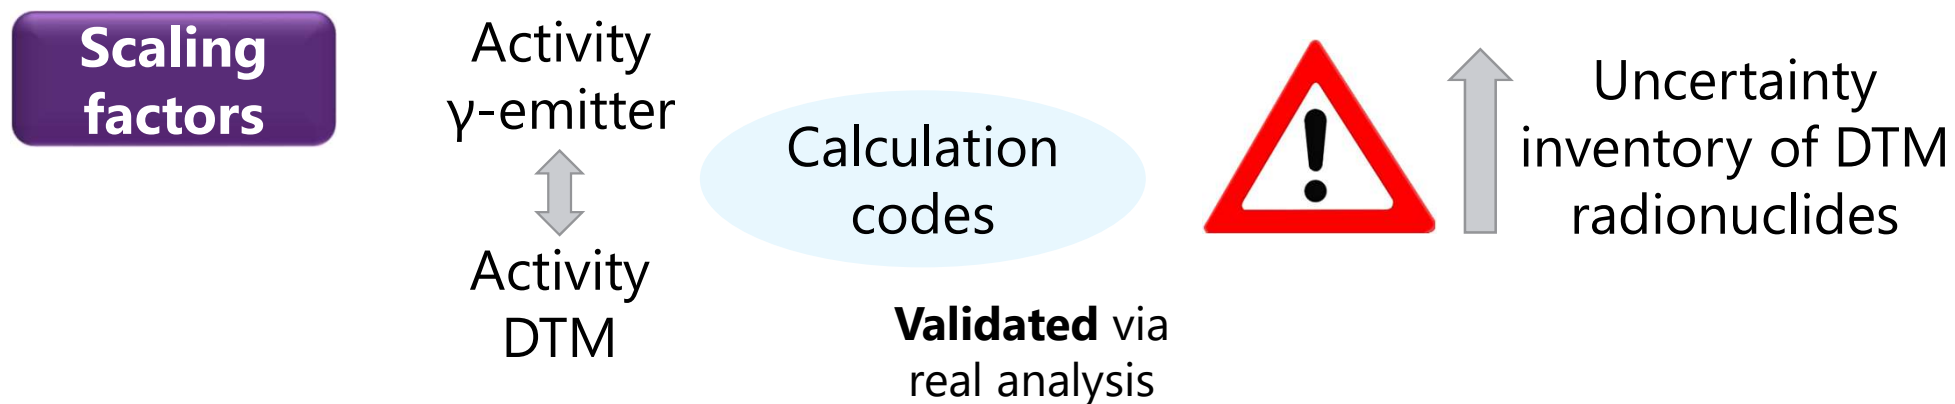 Scaling
factors
Activity
γ-emitter
Activity
DTM
Calculation
codes
Validated via
real analysis
Uncertainty
inventory of DTM
radionuclides